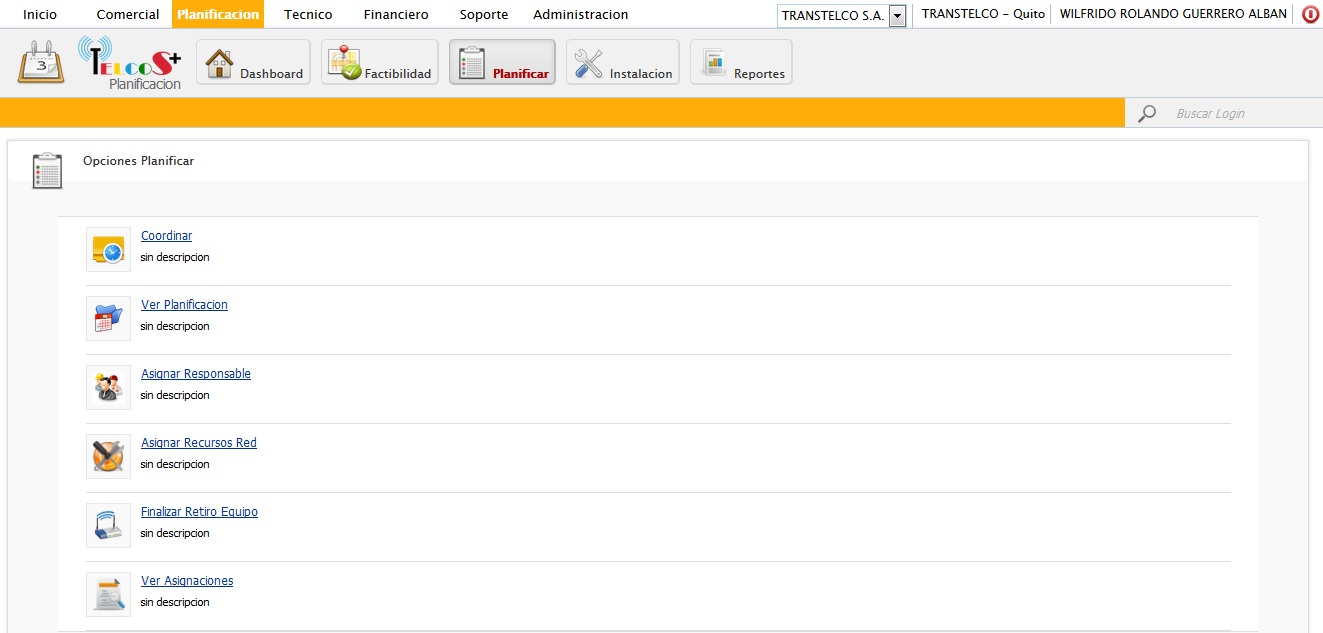 Inicio Comercial Planificacion Tecnico Financiero Soporte Administracion TRANSTELCO S.A. TRANSTELCO - Quito WILFRIDO ROLANDO GUERRERO ALBAN
3 TELCOS+ Planificacion Dashboard Factibilidad Planificar Instalacion Reportes
Buscar Login
Opciones Planificar
Coordinar
sin descripcion
Ver Planificacion
sin descripcion
Asignar Responsable
sin descripcion
Asignar Recursos Red
sin descripcion
Finalizar Retiro Equipo
sin descripcion
Ver Asignaciones
sin descripcion